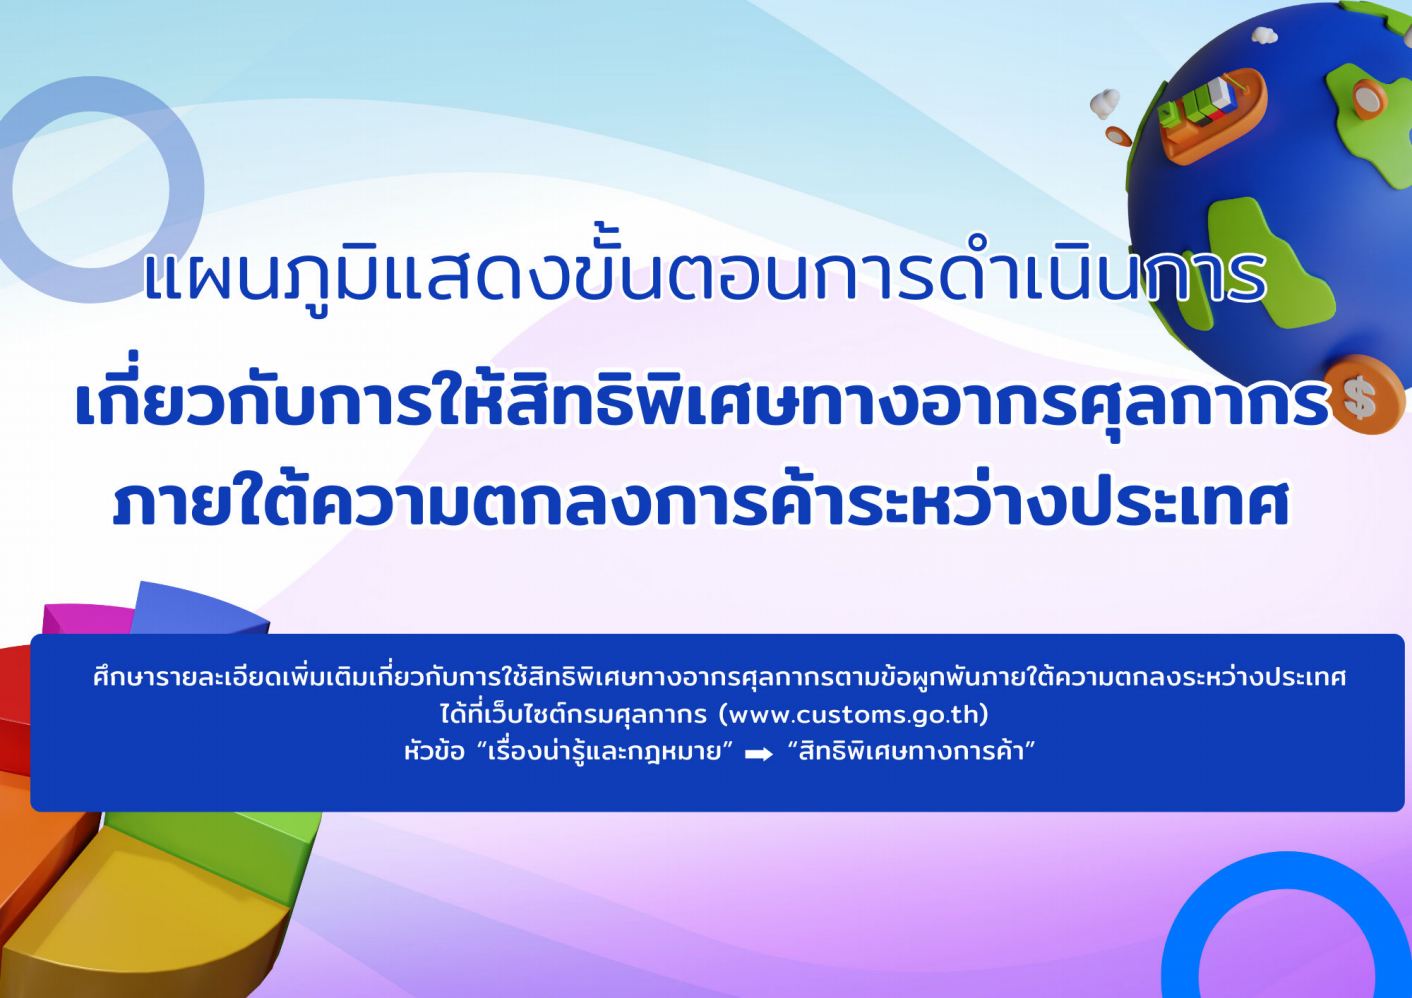 แผนภูมิแสดงขั้นตอนการดำเนินการ
เกี่ยวกับการให้สิทธิพิเศษทางอากรศุลกากร
ภายใต้ความตกลงการค้าระหว่างประเทศ
$
ศึกษารายละเอียดเพิ่มเติมเกี่ยวกับการใช้สิทธิพิเศษทางอากรศุลกากรตามข้อผูกพันภายใต้ความตกลงระหว่างประเทศ
ได้ที่เว็บไซต์กรมศุลกากร (www.customs.go.th)
หัวข้อ “เรื่องน่ารู้และกฎหมาย” ➡ “สิทธิพิเศษทางการค้า”